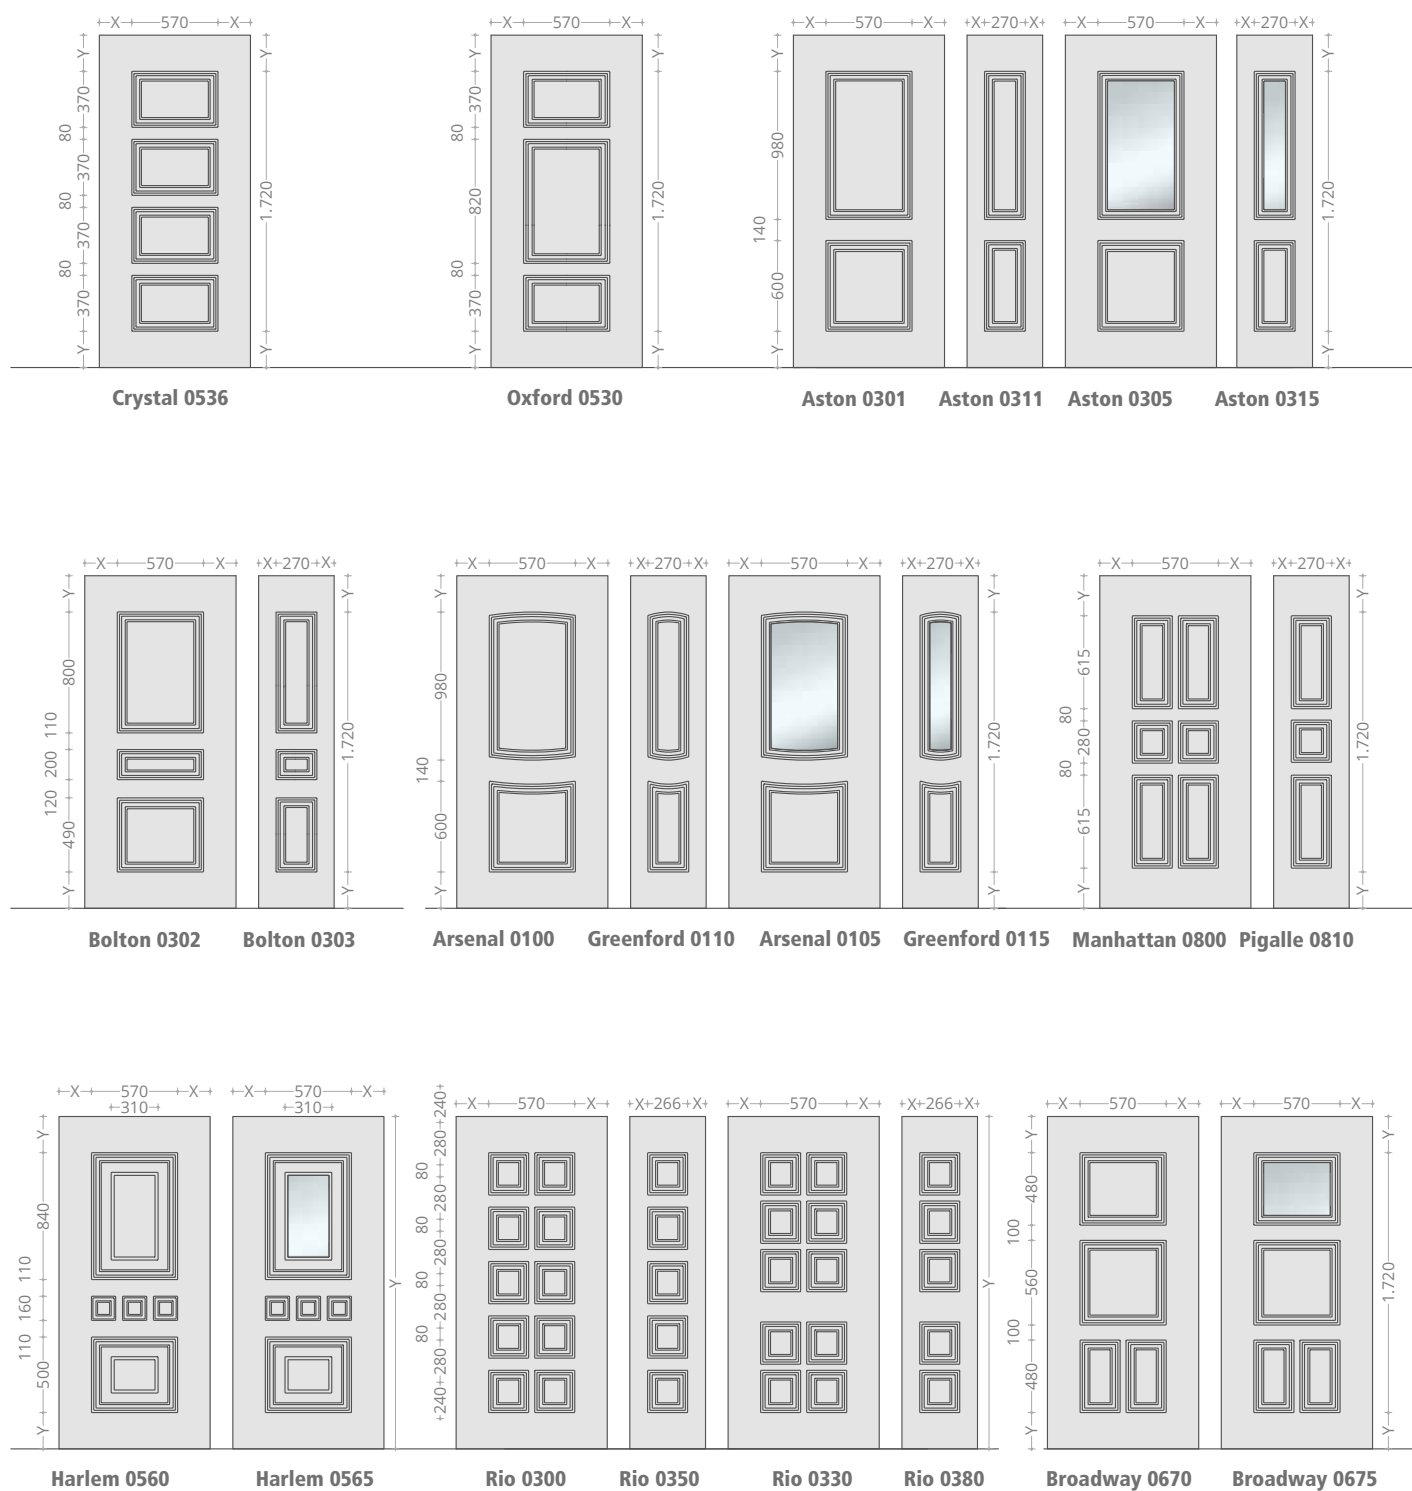 X 570 X
X 570 X
X 570 X X 270 X X 570 X X 270 X
Y 370 80 370 80 370 80 370 Y
Y 1.720 Y
Y 370 80 820 80 370 Y
Y 1.720 Y
Y 980 140 600 Y
Y 1.720 Y
Crystal 0536
Oxford 0530
Aston 0301
Aston 0311
Aston 0305
Aston 0315
X 570 X X 270 X
X 570 X X 270 X X 570 X X 270 X
X 570 X X 270 X
Y 800 110 200 120 490 Y
Y 1.720 Y
Y 980 140 600 Y
Y 1.720 Y
Y 615 80 280 80 615 Y
Y 1.720 Y
Bolton 0302
Bolton 0303
Arsenal 0100
Greenford 0110
Arsenal 0105
Greenford 0115
Manhattan 0800
Pigalle 0810
X 570 X X 570 X
310 310
X 570 X X 266 X X 570 X X 266 X
X 570 X X 570 X
Y 840 110 160 110 500 Y
Y
240 280 80 280 80 280 80 280 80 280 240
Y
Y 480 100 560 100 480 Y
Y 1.720 Y
Harlem 0560
Harlem 0565
Rio 0300
Rio 0350
Rio 0330
Rio 0380
Broadway 0670
Broadway 0675